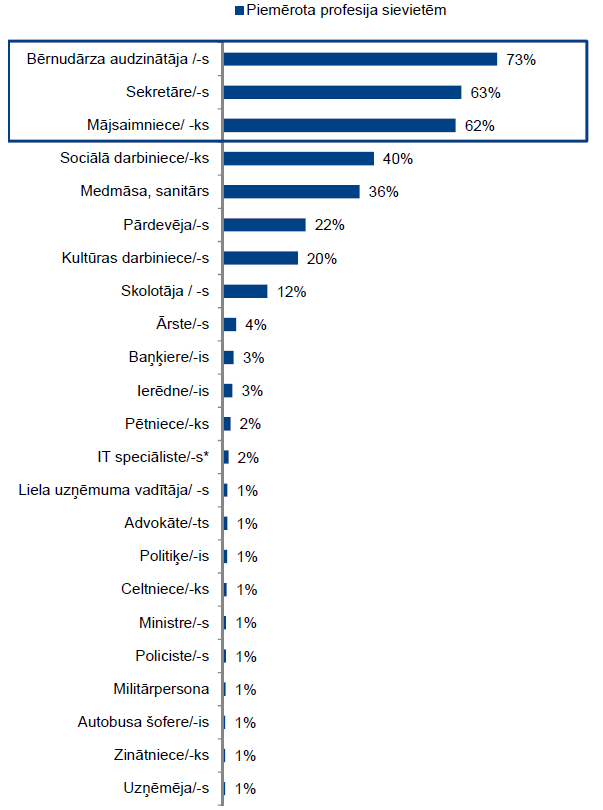 Piemērota profesija sievietēm
Bērnudārza audzinātāja /-s 73%
Sekretāre/-s 63%
Mājsaimniece/ -ks 62%
Sociālā darbiniece/-ks 40%
Medmāsa, sanitārs 36%
Pārdevēja/-s 22%
Kultūras darbiniece/-s 20%
Skolotāja / -s 12%
Ārste/-s 4%
Baņķiere/-is 3%
Ierēdne/-is 3%
Pētniece/-ks 2%
IT speciāliste/-s* 2%
Liela uzņēmuma vadītāja/ -s 1%
Advokāte/-ts 1%
Politiķe/-is 1%
Celtniece/-ks 1%
Ministre/-s 1%
Policiste/-s 1%
Militārpersona 1%
Autobusa šofere/-is 1%
Zinātniece/-ks 1%
Uzņēmēja/-s 1%